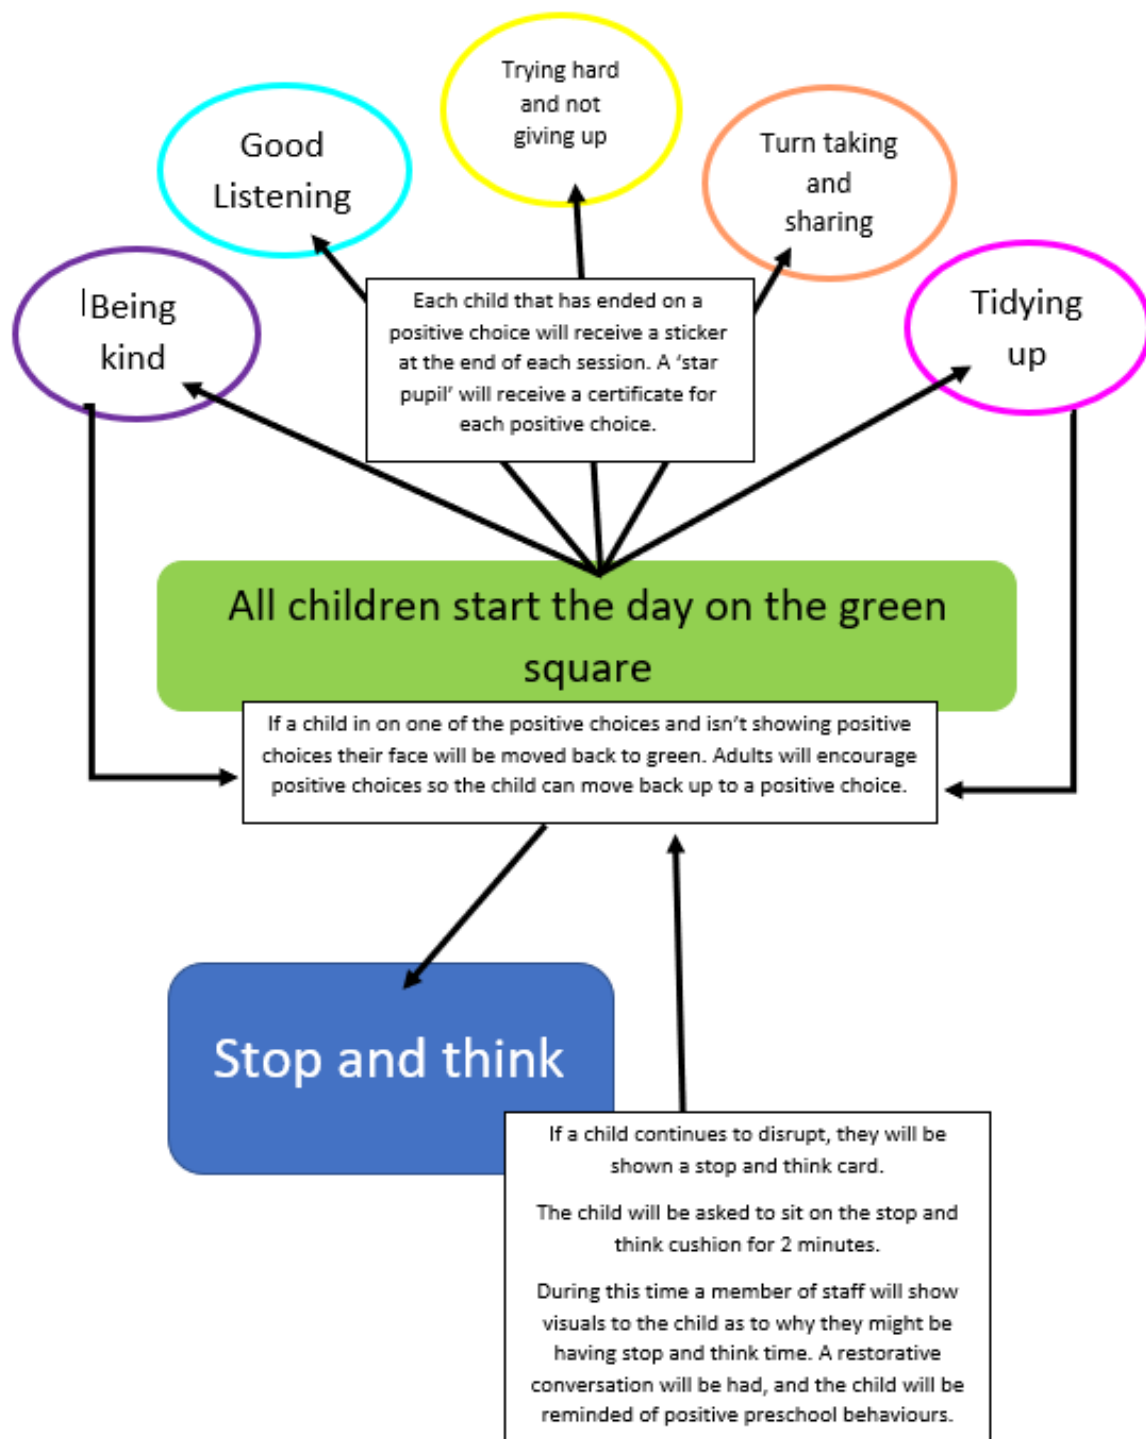 Trying hard
and not
giving up
Good
Listening
Turn taking
and
sharing
Being
kind
Tidying
up
Each child that has ended on a
positive choice will receive a sticker
at the end of each session. A ‘star
pupil’ will receive a certificate for
each positive choice.
All children start the day on the green
square
If a child in on one of the positive choices and isn’t showing positive
choices their face will be moved back to green. Adults will encourage
positive choices so the child can move back up to a positive choice.
Stop and think
If a child continues to disrupt, they will be
shown a stop and think card.
The child will be asked to sit on the stop and
think cushion for 2 minutes.
During this time a member of staff will show
visuals to the child as to why they might be
having stop and think time. A restorative
conversation will be had, and the child will be
reminded of positive preschool behaviours.